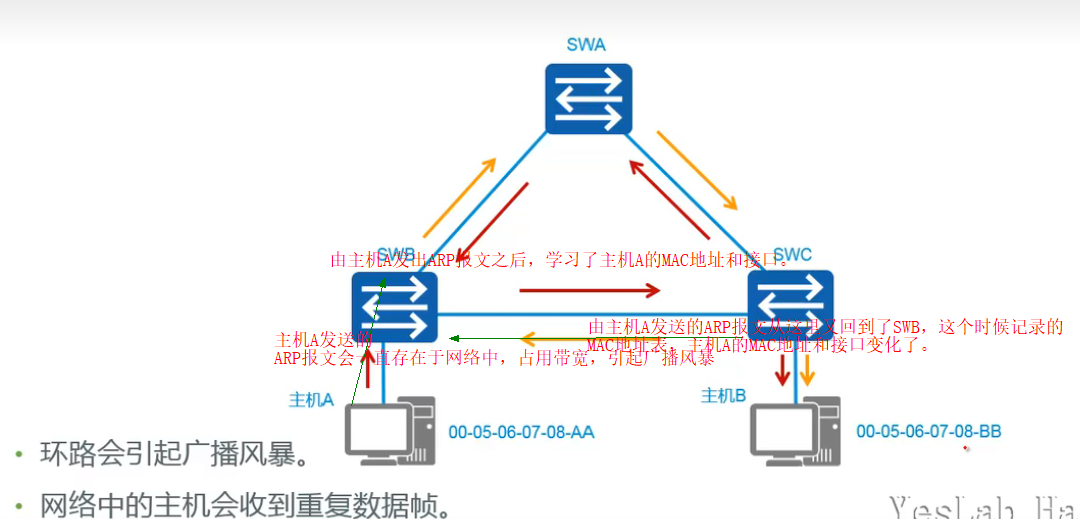 SWA
SWB
由主机A发出ARP报文之后，学习了主机A的MAC地址和接口。
SWC
由主机A发送的ARP报文从这里又回到了SWB，这个时候记录的
MAC地址表，主机A的MAC地址和接口变化了。
主机A发送的
ARP报文会一直存在于网络中，占用带宽，引起广播风暴
主机A
00-05-06-07-08-AA
主机B
00-05-06-07-08-BB
• 环路会引起广播风暴。
• 网络中的主机会收到重复数据帧。
YesLab Ha